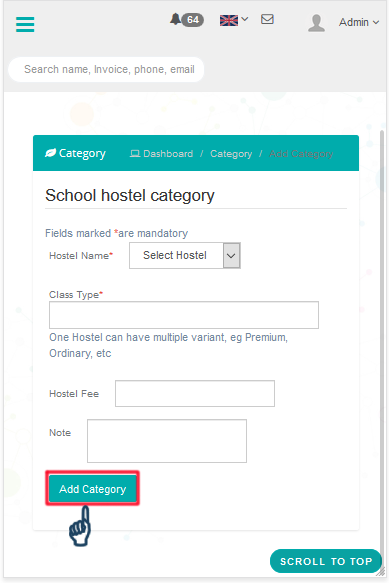 64
Admin
Search name, Invoice, phone, email
Category
Dashboard / Category / Add Category
School hostel category
Fields marked *are mandatory
Hostel Name* Select Hostel
Class Type*
One Hostel can have multiple variant, eg Premium,
Ordinary, etc
Hostel Fee
Note
Add Category
SCROLL TO TOP